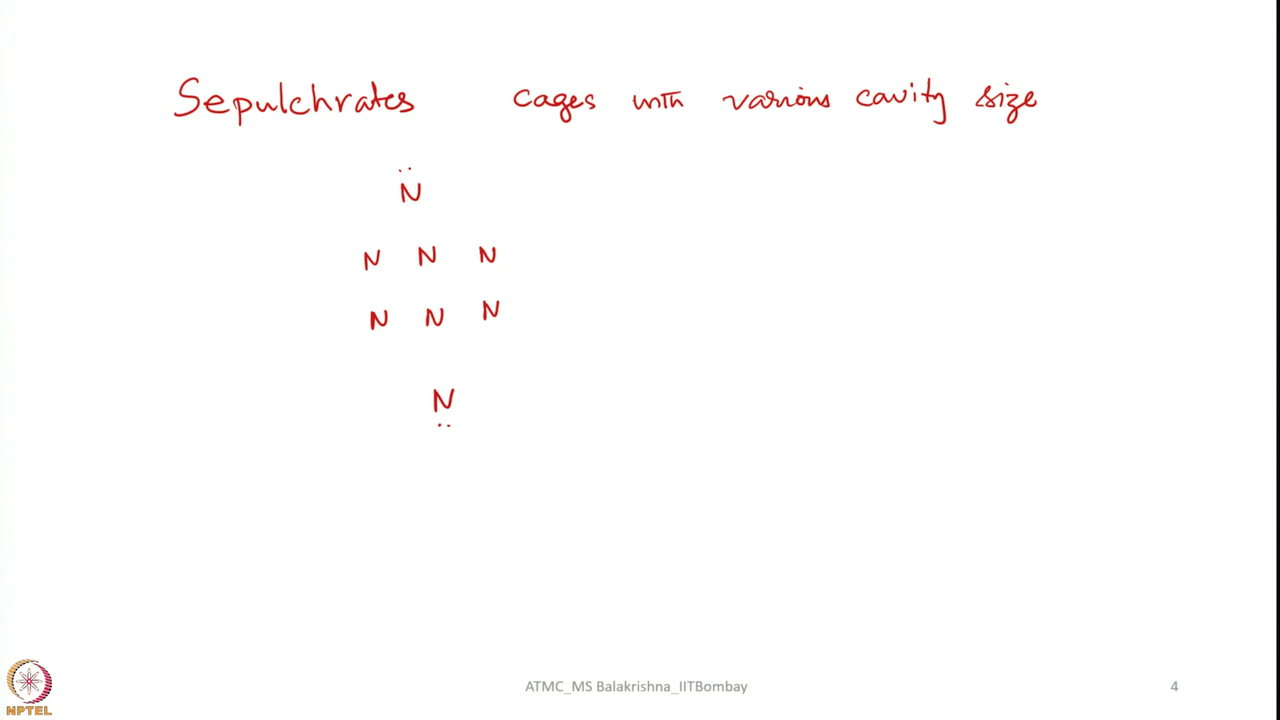 Sepulchrates cages with various cavity size
N
N N N
N N N
N
NPTEL
ATMC_MS Balakrishna_IITBombay 4